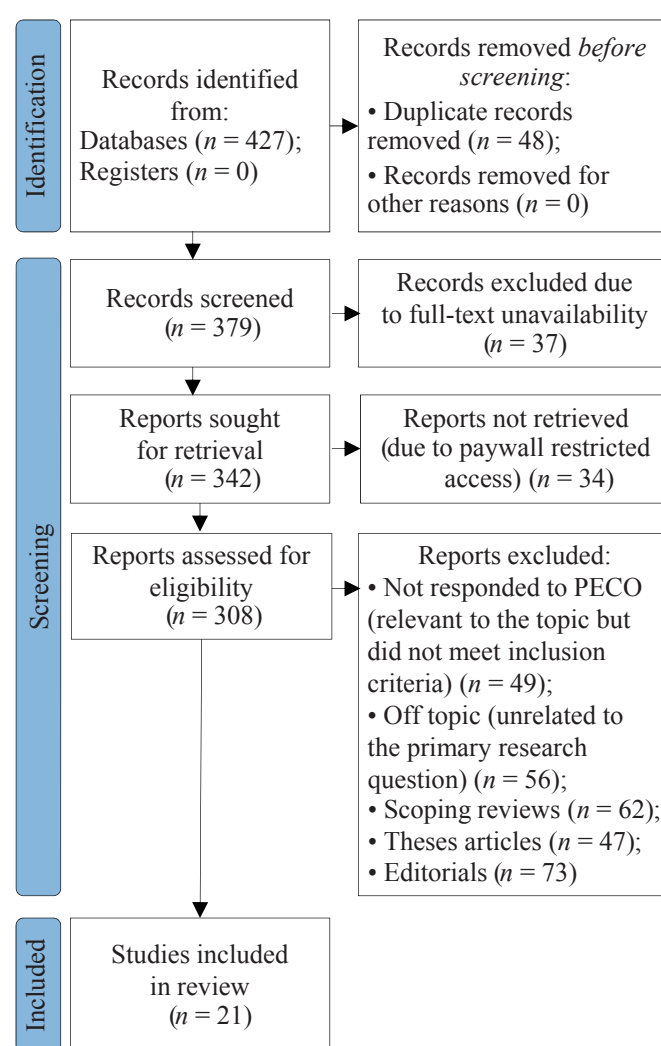 Identification
Records identified
from:
Databases (n = 427);
Registers (n = 0)
Records removed before
screening:
• Duplicate records
removed (n = 48);
• Records removed for
other reasons (n = 0)
Screening
Records screened
(n = 379)
Records excluded due
to full-text unavailability
(n = 37)
Reports sought
for retrieval
(n = 342)
Reports not retrieved
(due to paywall restricted
access) (n = 34)
Reports assessed for
eligibility
(n = 308)
Reports excluded:
• Not responded to PECO
(relevant to the topic but
did not meet inclusion
criteria) (n = 49);
• Off topic (unrelated to
the primary research
question) (n = 56);
• Scoping reviews (n = 62);
• Theses articles (n = 47);
• Editorials (n = 73)
Included
Studies included
in review
(n = 21)